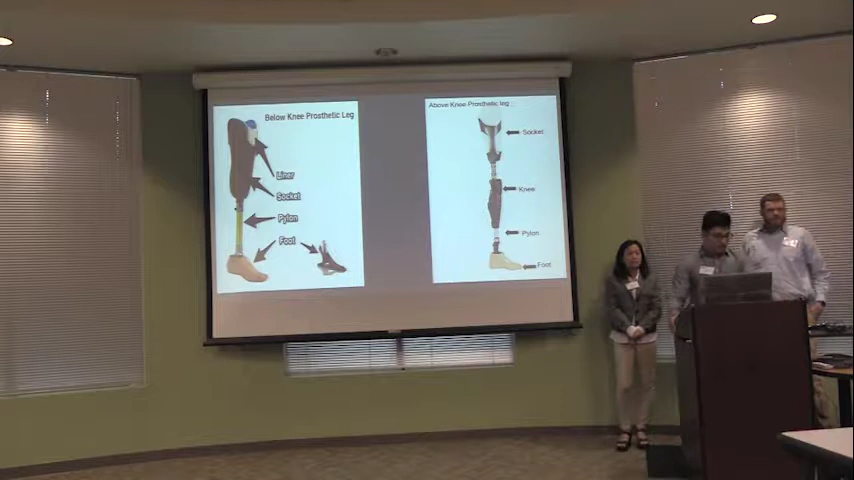 Below Knee Prosthetic Leg
Liner
Socket
Pylon
Foot
Above Knee Prosthetic leg
Socket
Knee
Pylon
Foot